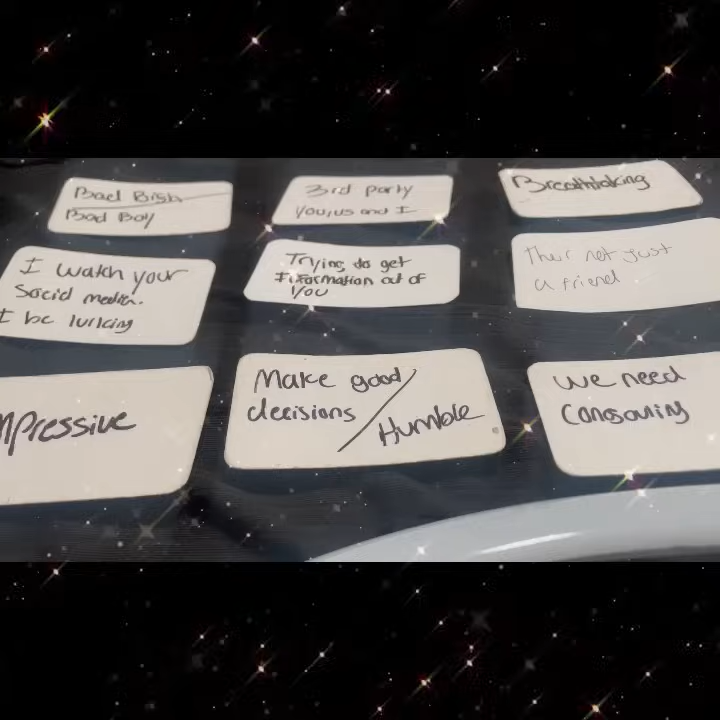 Bad Bish
Bad Boy
3rd party
You, us and I
Breathtaking
I watch your
Social media.
I be lurking
Trying to get
Information out of
You
Their not just
a friend
mpressive
Make good
decisions / Humble
We need